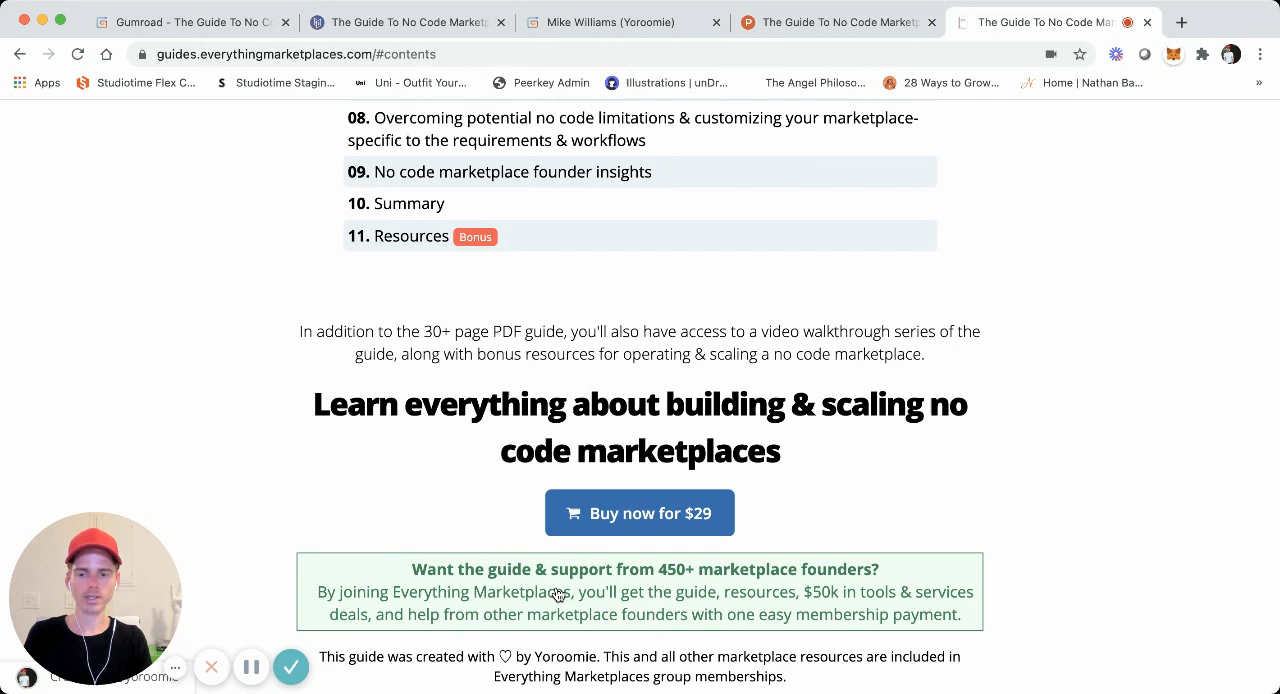 Gumroad - The Guide To No C
The Guide To No Code Marketp
Mike Williams (Yoroomie)
The Guide To No Code Market
The Guide To No Code Mar
guides.everythingmarketplaces.com/#contents
Apps
Studiotime Flex C...
S Studiotime Stagin...
Uni Uni - Outfit Your...
Peerkey Admin
Illustrations | unDr...
The Angel Philoso...
28 Ways to Grow...
Home | Nathan Ba...
»
08. Overcoming potential no code limitations & customizing your marketplace-
specific to the requirements & workflows
09. No code marketplace founder insights
10. Summary
11. Resources Bonus
In addition to the 30+ page PDF guide, you'll also have access to a video walkthrough series of the
guide, along with bonus resources for operating & scaling a no code marketplace.
Learn everything about building & scaling no
code marketplaces
Buy now for $29
Want the guide & support from 450+ marketplace founders?
By joining Everything Marketplaces, you'll get the guide, resources, $50k in tools & services
deals, and help from other marketplace founders with one easy membership payment.
This guide was created with ♡ by Yoroomie. This and all other marketplace resources are included in
Everything Marketplaces group memberships.
yoroomie